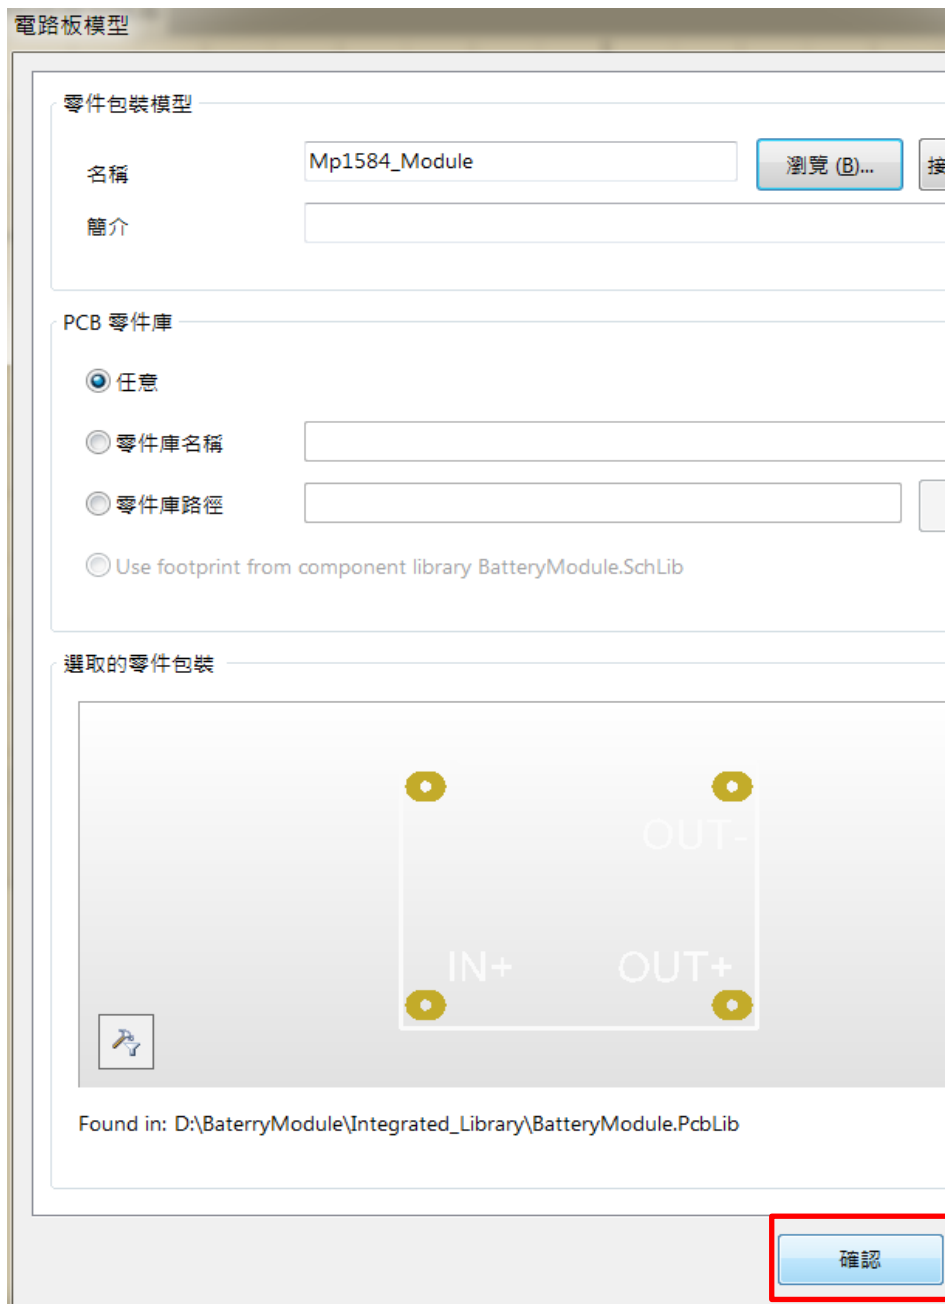 電路板模型
零件包裝模型
名稱
Mp1584_Module
瀏覽 (B)...
接
簡介
PCB 零件庫
任意
零件庫名稱
零件庫路徑
Use footprint from component library BatteryModule.SchLib
選取的零件包裝
OUT-
IN+ OUT+
Found in: D:\BaterryModule\Integrated_Library\BatteryModule.PcbLib
確認